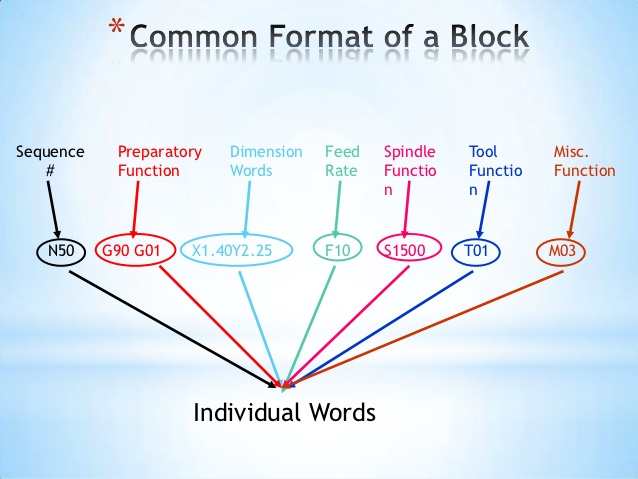 * Common Format of a Block
Sequence
#
Preparatory
Function
Dimension
Words
Feed
Rate
Spindle
Functio
n
Tool
Functio
n
Misc.
Function
N50
G90 G01
X1.40Y2.25
F10
S1500
T01
M03
Individual Words